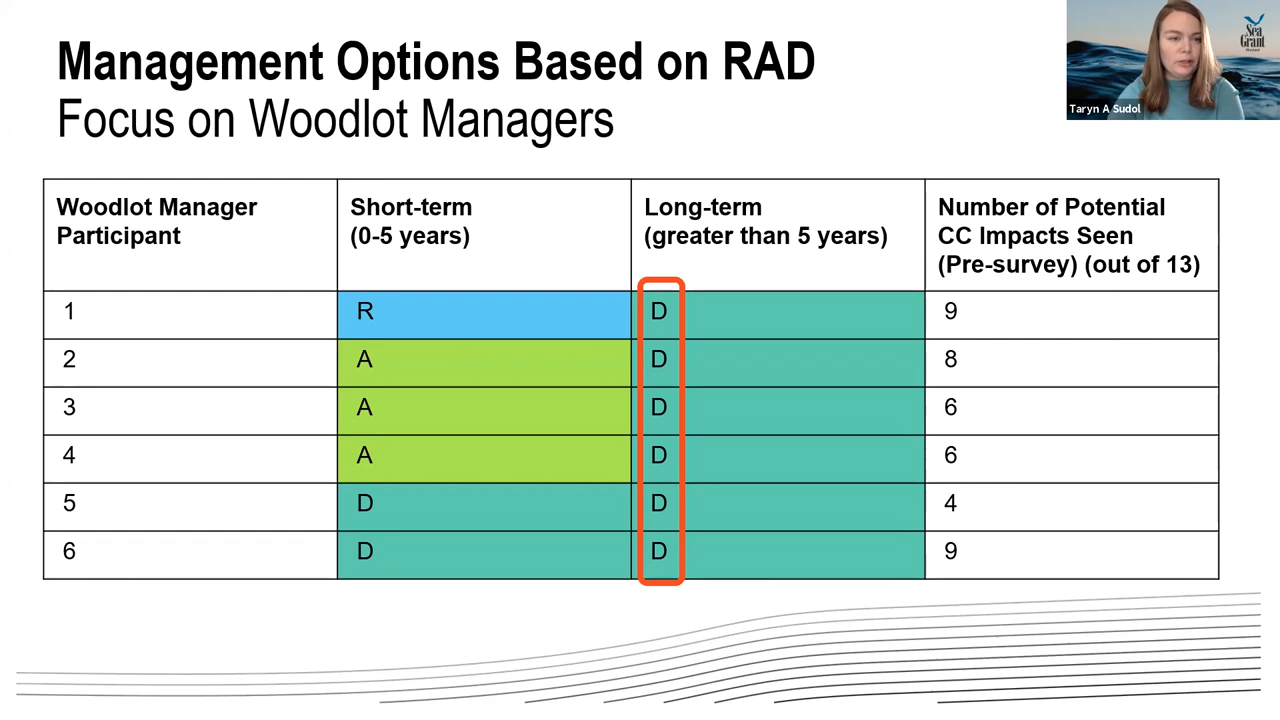 Management Options Based on RAD
Focus on Woodlot Managers
Sea
Grant
Taryn A Sudol
Woodlot Manager
Participant
Short-term
(0-5 years)
Long-term
(greater than 5 years)
Number of Potential
CC Impacts Seen
(Pre-survey) (out of 13)
1 R D 9
2 A D 8
3 A D 6
4 A D 6
5 D D 4
6 D D 9